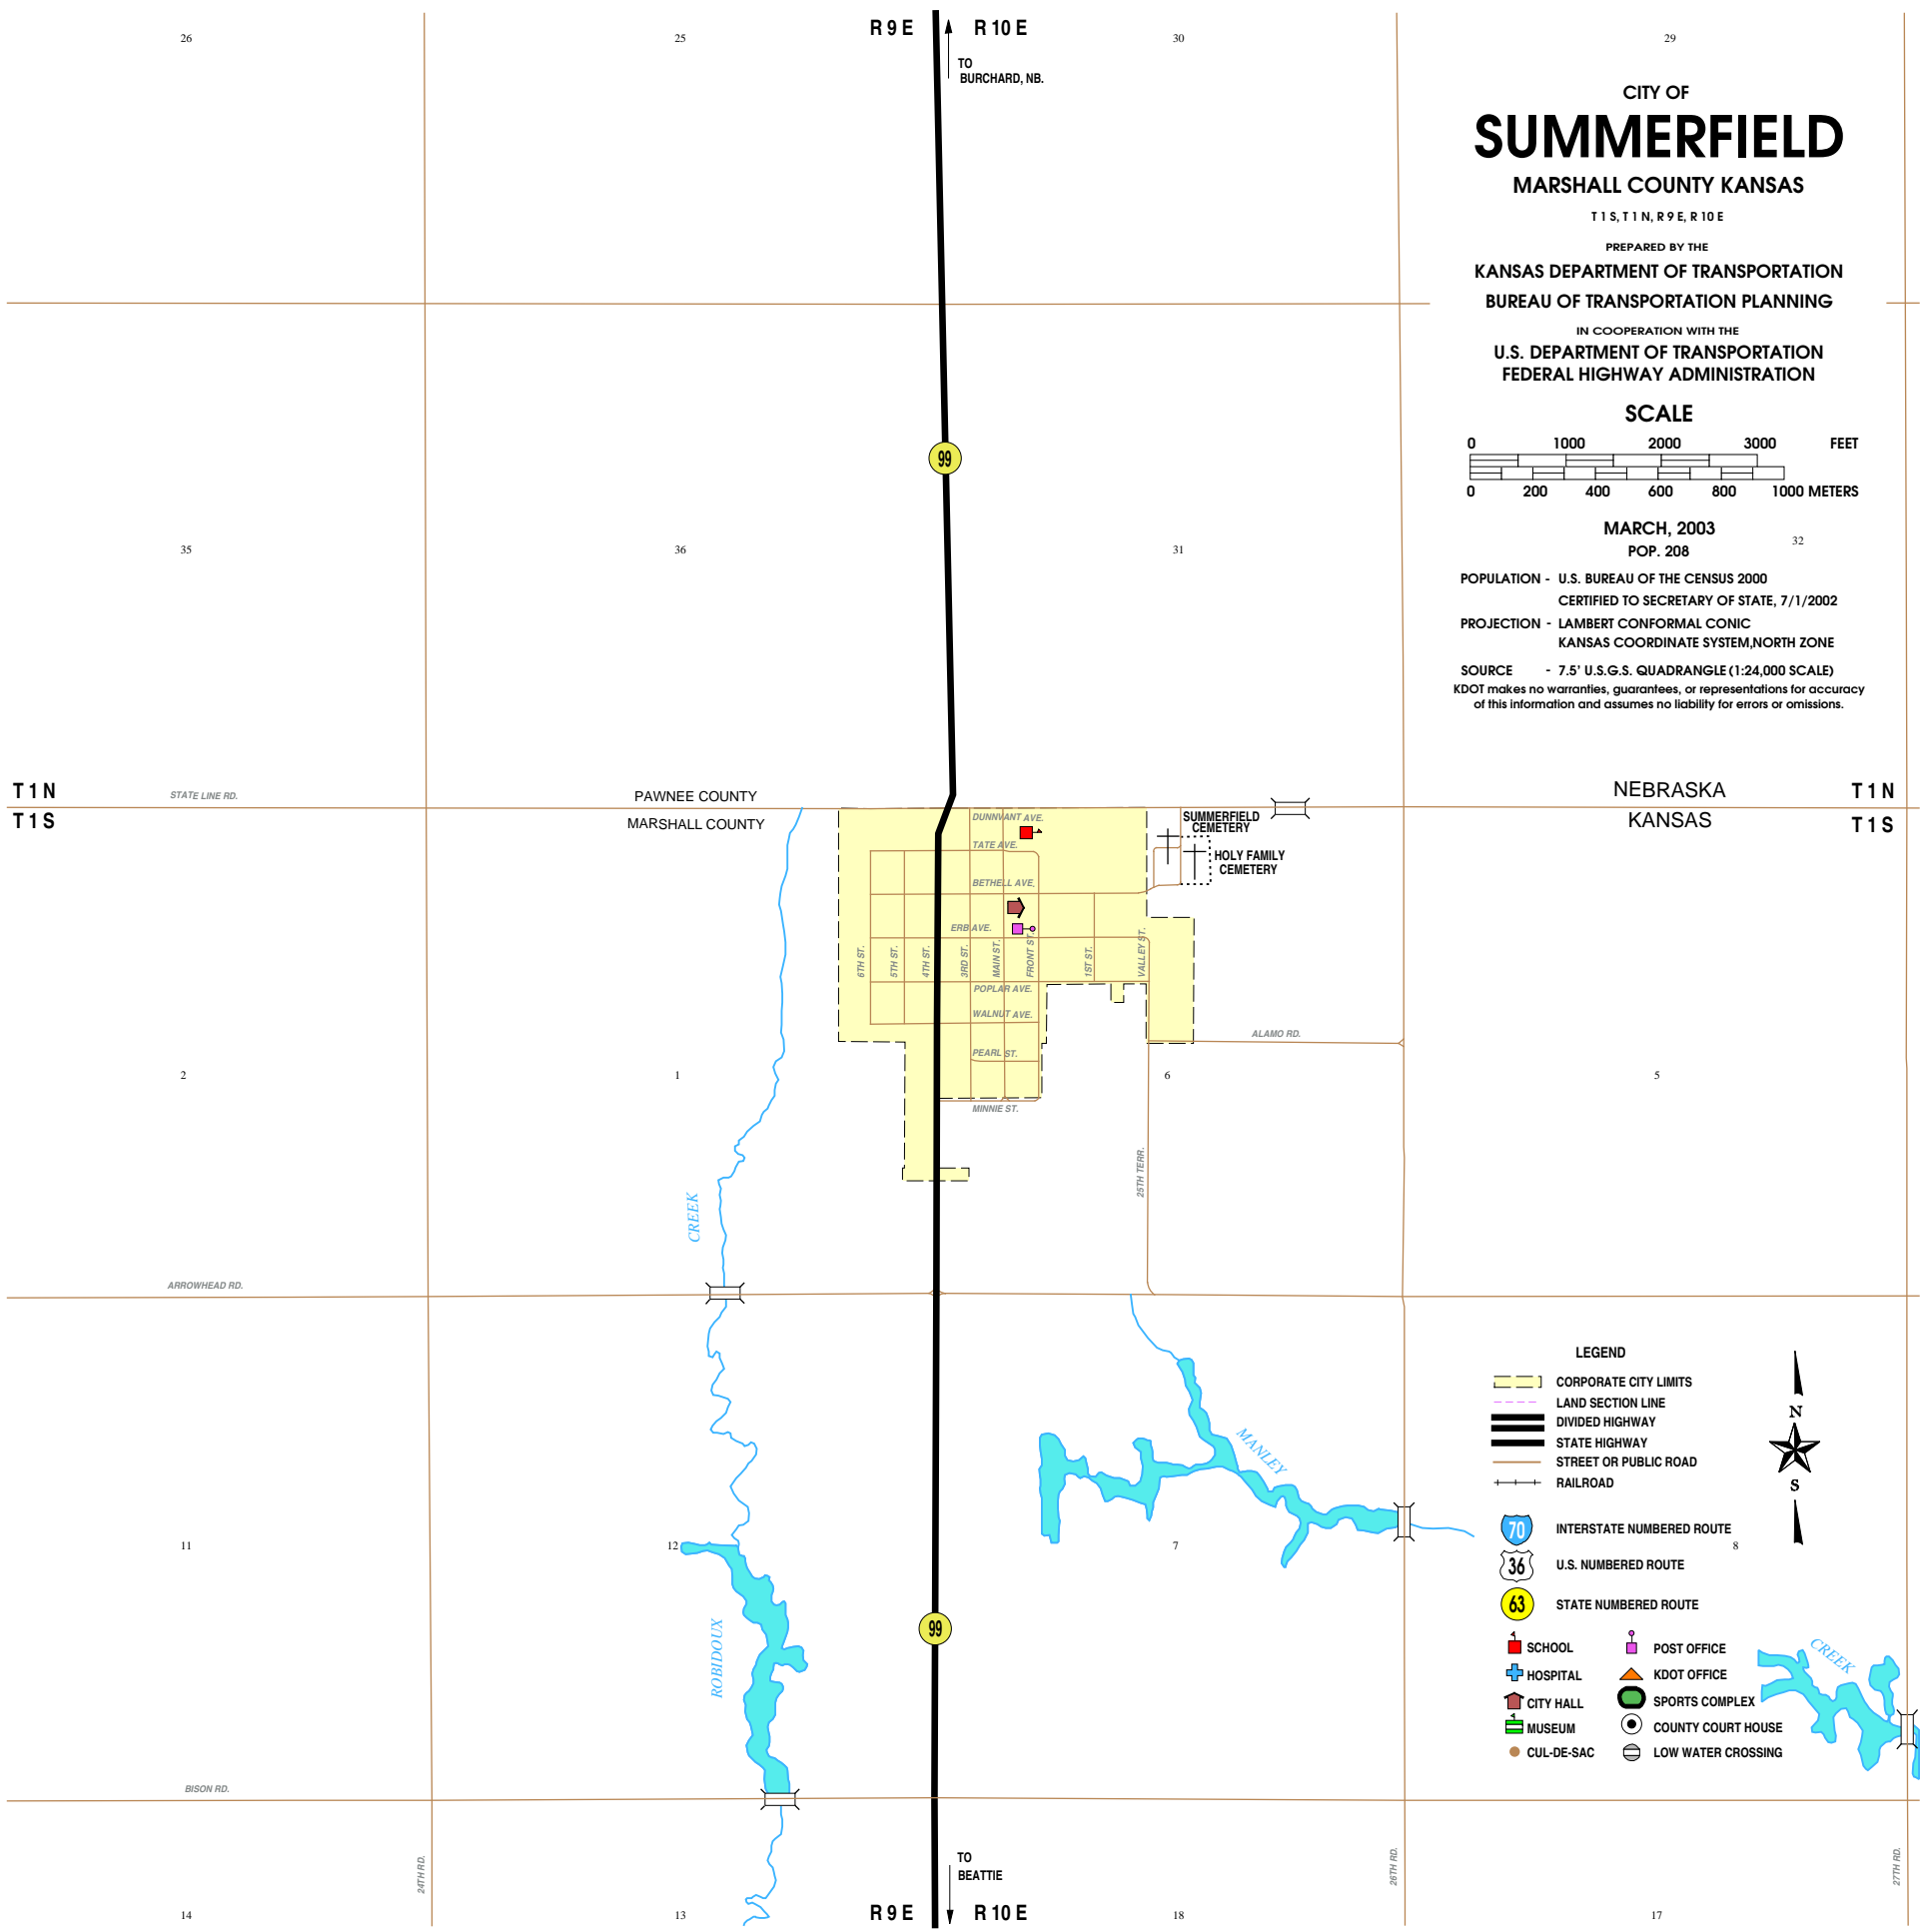 R 9 E
R 10 E
TO
BURCHARD, NB.
26
25
30
29
CITY OF
SUMMERFIELD
MARSHALL COUNTY KANSAS
T 1 S, T 1 N, R 9 E, R 10 E
PREPARED BY THE
KANSAS DEPARTMENT OF TRANSPORTATION
BUREAU OF TRANSPORTATION PLANNING
IN COOPERATION WITH THE
U.S. DEPARTMENT OF TRANSPORTATION
FEDERAL HIGHWAY ADMINISTRATION
SCALE
0 1000 2000 3000 FEET
0 200 400 600 800 1000 METERS
MARCH, 2003
POP. 208
32
POPULATION - U.S. BUREAU OF THE CENSUS 2000
CERTIFIED TO SECRETARY OF STATE, 7/1/2002
PROJECTION - LAMBERT CONFORMAL CONIC
KANSAS COORDINATE SYSTEM,NORTH ZONE
SOURCE - 7.5' U.S.G.S. QUADRANGLE (1:24,000 SCALE)
KDOT makes no warranties, guarantees, or representations for accuracy
of this information and assumes no liability for errors or omissions.
99
35
36
31
T 1 N
STATE LINE RD.
PAWNEE COUNTY
NEBRASKA
T 1 N
T 1 S
MARSHALL COUNTY
KANSAS
T 1 S
DUNNVANT AVE.
SUMMERFIELD
CEMETERY
TATE AVE.
HOLY FAMILY
CEMETERY
BETHELL AVE.
ERB AVE.
6TH ST.
5TH ST.
4TH ST.
3RD ST.
MAIN ST.
FRONT ST.
1ST ST.
VALLEY ST.
POPLAR AVE.
WALNUT AVE.
ALAMO RD.
PEARL ST.
2
1
6
5
MINNIE ST.
25TH TERR.
CREEK
ARROWHEAD RD.
MANLEY
LEGEND
CORPORATE CITY LIMITS
LAND SECTION LINE
DIVIDED HIGHWAY
STATE HIGHWAY
STREET OR PUBLIC ROAD
RAILROAD
N
S
70 INTERSTATE NUMBERED ROUTE
36 U.S. NUMBERED ROUTE
63 STATE NUMBERED ROUTE
SCHOOL
POST OFFICE
HOSPITAL
KDOT OFFICE
CITY HALL
SPORTS COMPLEX
MUSEUM
COUNTY COURT HOUSE
CUL-DE-SAC
LOW WATER CROSSING
11
12
7
8
99
ROBIDOUX
CREEK
BISON RD.
24TH RD.
26TH RD.
27TH RD.
TO
BEATTIE
14
13
R 9 E
R 10 E
18
17